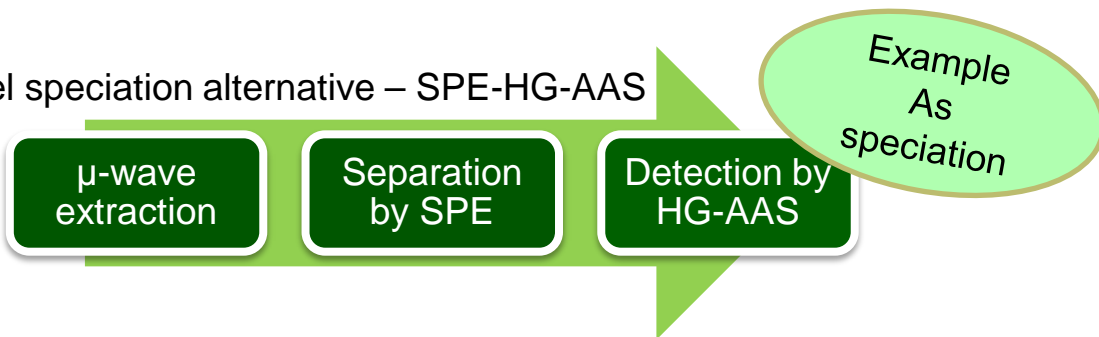 el speciation alternative – SPE-HG-AAS
Example
As
speciation
µ-wave
extraction
Separation
by SPE
Detection by
HG-AAS